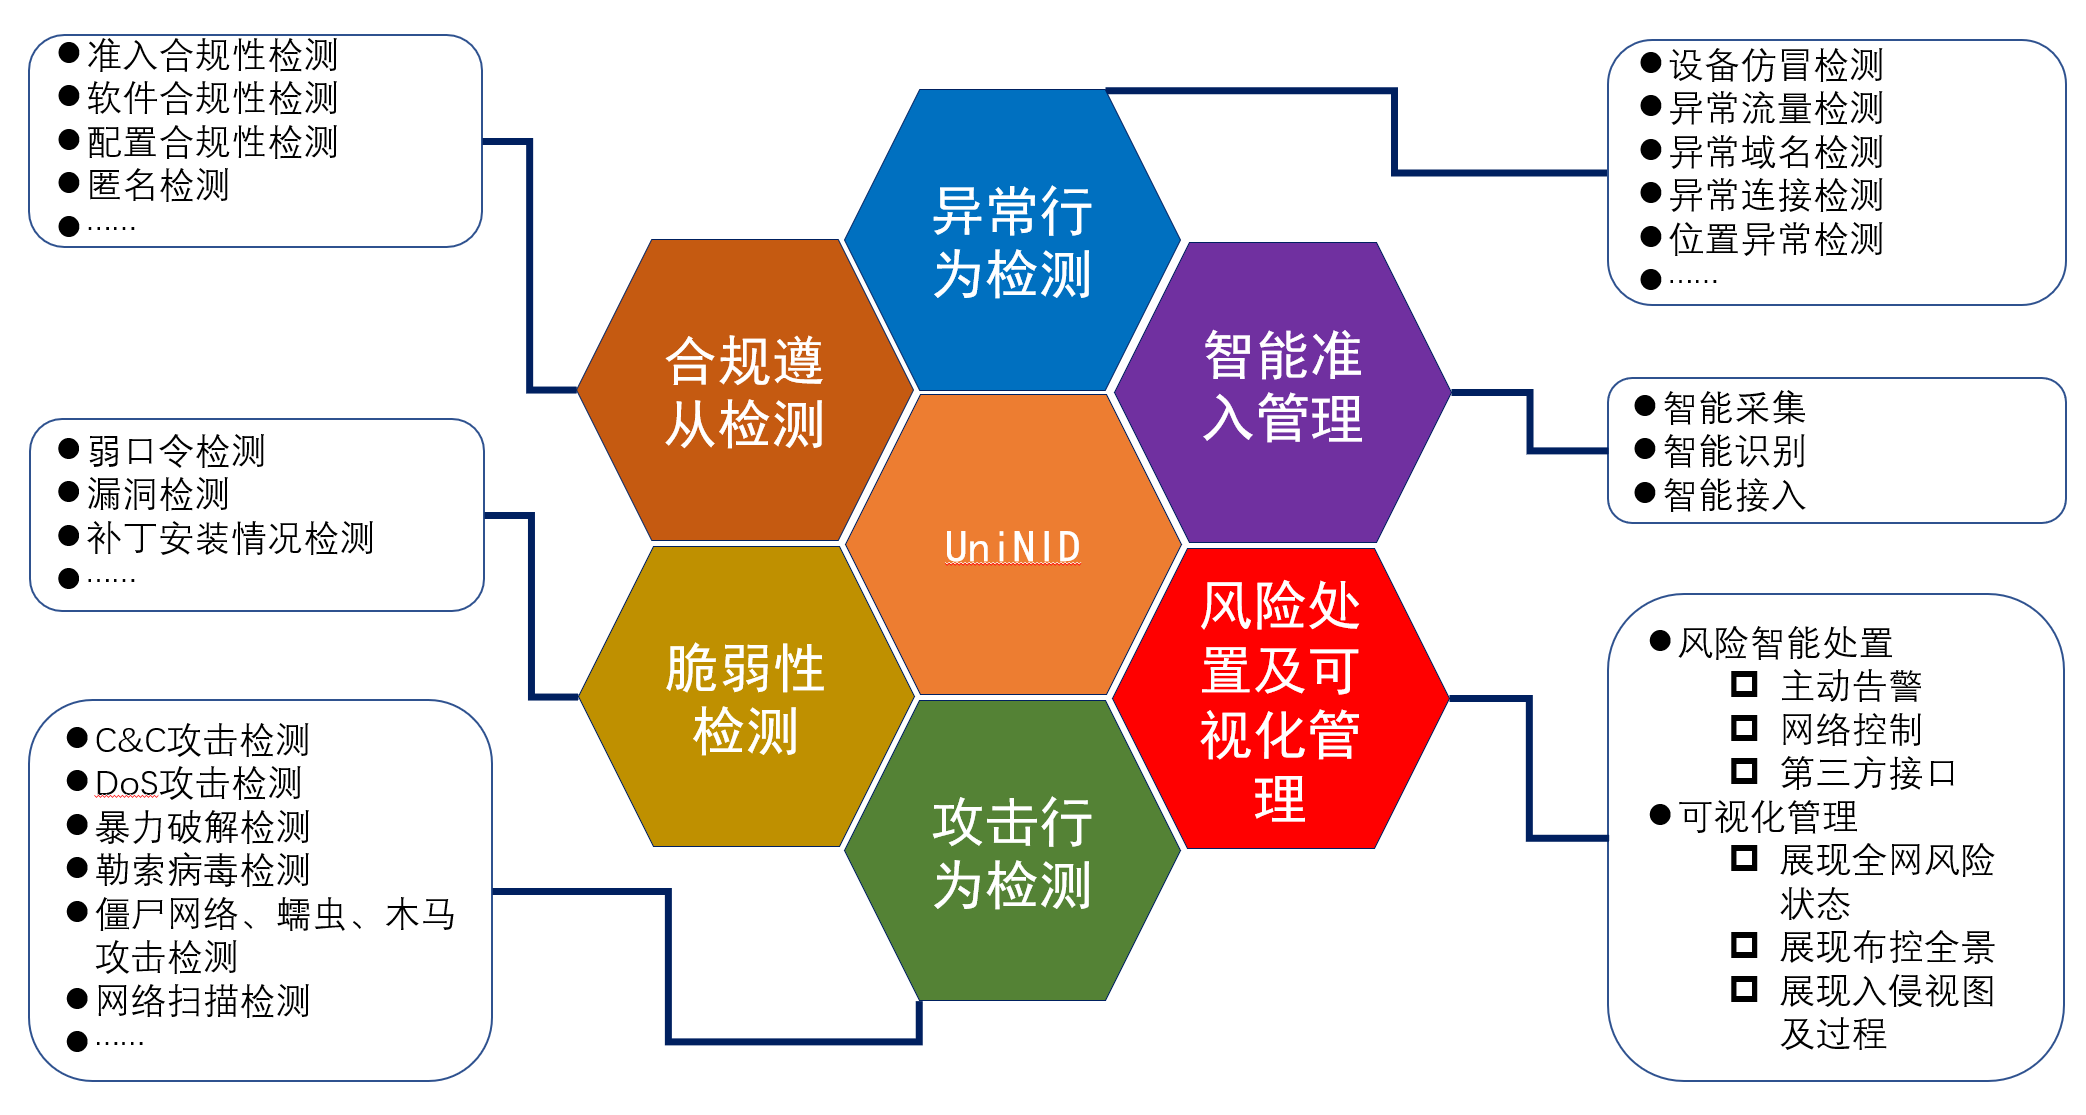 ● 准入合规性检测
● 软件合规性检测
● 配置合规性检测
● 匿名检测
● ……
● 弱口令检测
● 漏洞检测
● 补丁安装情况检测
● ……
● C&C攻击检测
● DoS攻击检测
● 暴力破解检测
● 勒索病毒检测
● 僵尸网络、蠕虫、木马
攻击检测
● 网络扫描检测
● ……
异常行
为检测
合规遵
从检测
智能准
入管理
UniNID
脆弱性
检测
风险处
置及可
视化管
理
攻击行
为检测
● 设备仿冒检测
● 异常流量检测
● 异常域名检测
● 异常连接检测
● 位置异常检测
● ……
● 智能采集
● 智能识别
● 智能接入
● 风险智能处置
❑ 主动告警
❑ 网络控制
❑ 第三方接口
● 可视化管理
❑ 展现全网风险
状态
❑ 展现布控全景
❑ 展现入侵视图
及过程